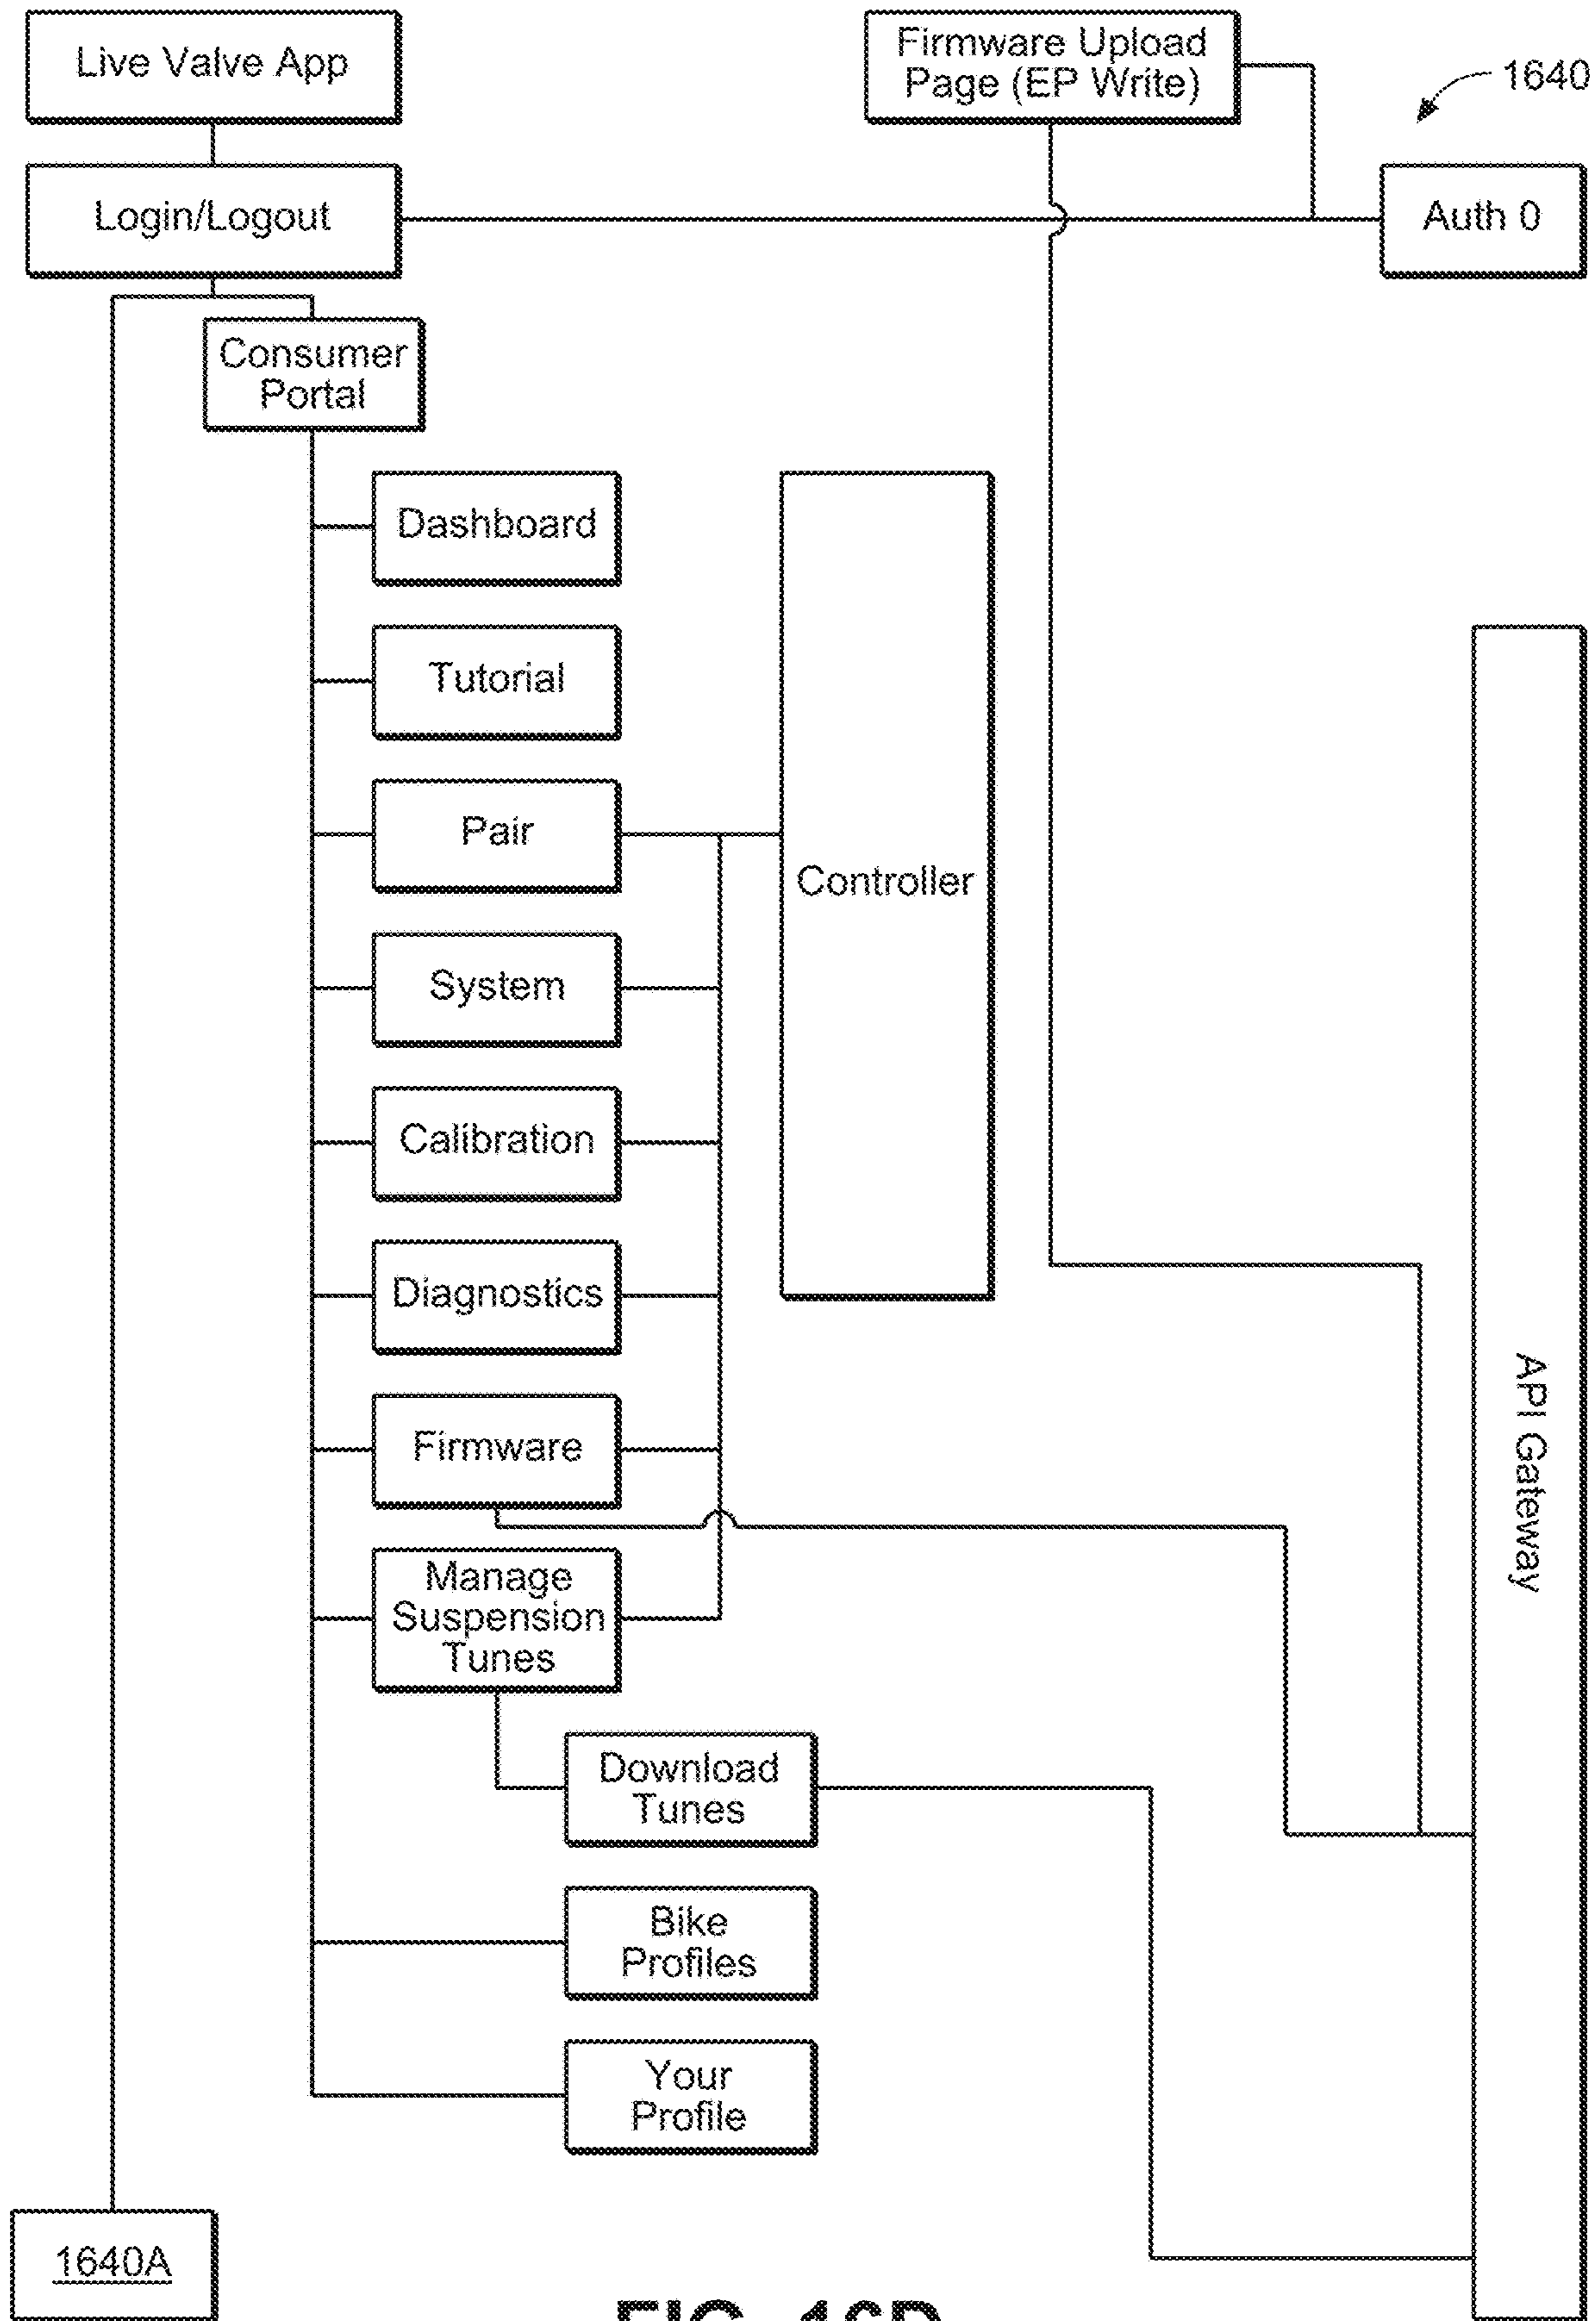 Live Valve App
Firmware Upload
Page (EP Write)
1640
Login/Logout
Auth 0
Consumer
Portal
Dashboard
Tutorial
Pair
Controller
System
Calibration
Diagnostics
Firmware
API Gateway
Manage
Suspension
Tunes
Download
Tunes
Bike
Profiles
Your
Profile
1640A